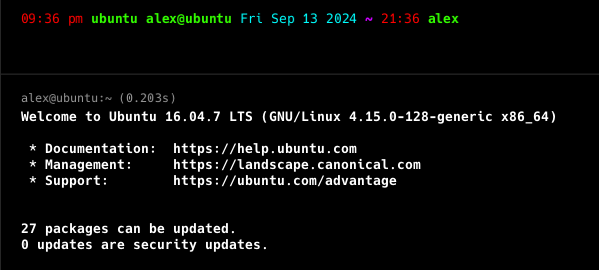 09:36 pm ubuntu alex@ubuntu Fri Sep 13 2024 ~ 21:36 alex
alex@ubuntu:~ (0.203s)
Welcome to Ubuntu 16.04.7 LTS (GNU/Linux 4.15.0-128-generic x86_64)
* Documentation:  https://help.ubuntu.com
* Management:     https://landscape.canonical.com
* Support:        https://ubuntu.com/advantage
27 packages can be updated.
0 updates are security updates.